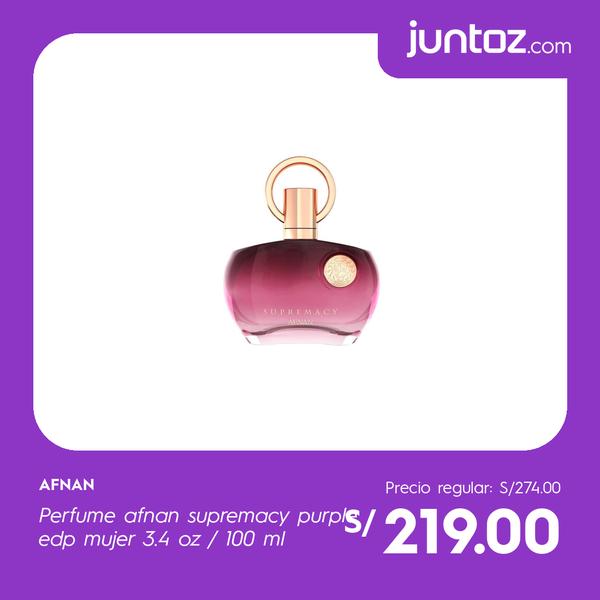 juntoz.com
SUPREMACY
AFNAN
AFNAN
Precio regular: S/274.00
Perfume afnan supremacy purple
edp mujer 3.4 oz / 100 ml
S/ 219.00